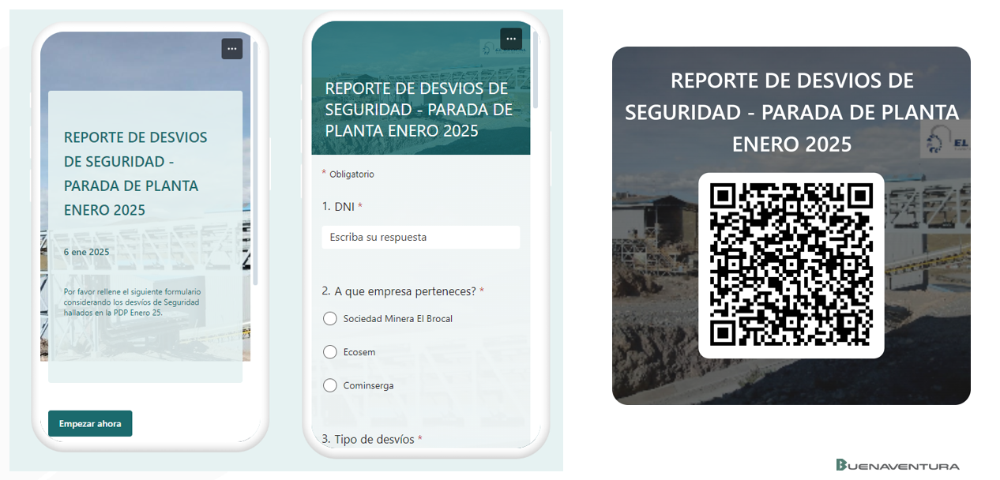 ...
REPORTE DE DESVIOS
DE SEGURIDAD -
PARADA DE PLANTA
ENERO 2025
6 ene 2025
Por favor rellene el siguiente formulario
considerando los desvíos de Seguridad
hallados en la PDP Enero 25.
Empezar ahora
...
REPORTE DE DESVIOS DE
SEGURIDAD - PARADA DE
PLANTA ENERO 2025
* Obligatorio
1. DNI *
Escriba su respuesta
2. A que empresa perteneces? *
Sociedad Minera El Brocal
Ecosem
Cominserga
3. Tipo de desvíos *
REPORTE DE DESVIOS DE
SEGURIDAD - PARADA DE PLANTA
ENERO 2025
EL
BUENAVENTURA